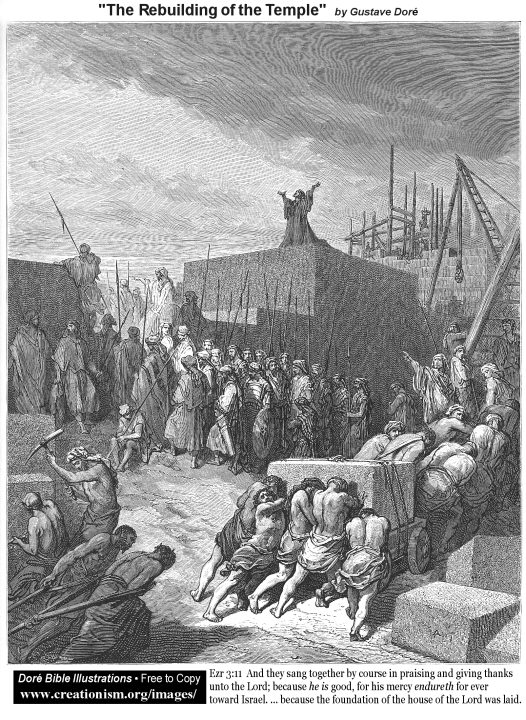 "The Rebuilding of the Temple" by Gustave Doré
Doré Bible Illustrations • Free to Copy
www.creationism.org/images/
Ezr 3:11 And they sang together by course in praising and giving thanks
unto the Lord; because he is good, for his mercy endureth for ever
toward Israel. ... because the foundation of the house of the Lord was laid.